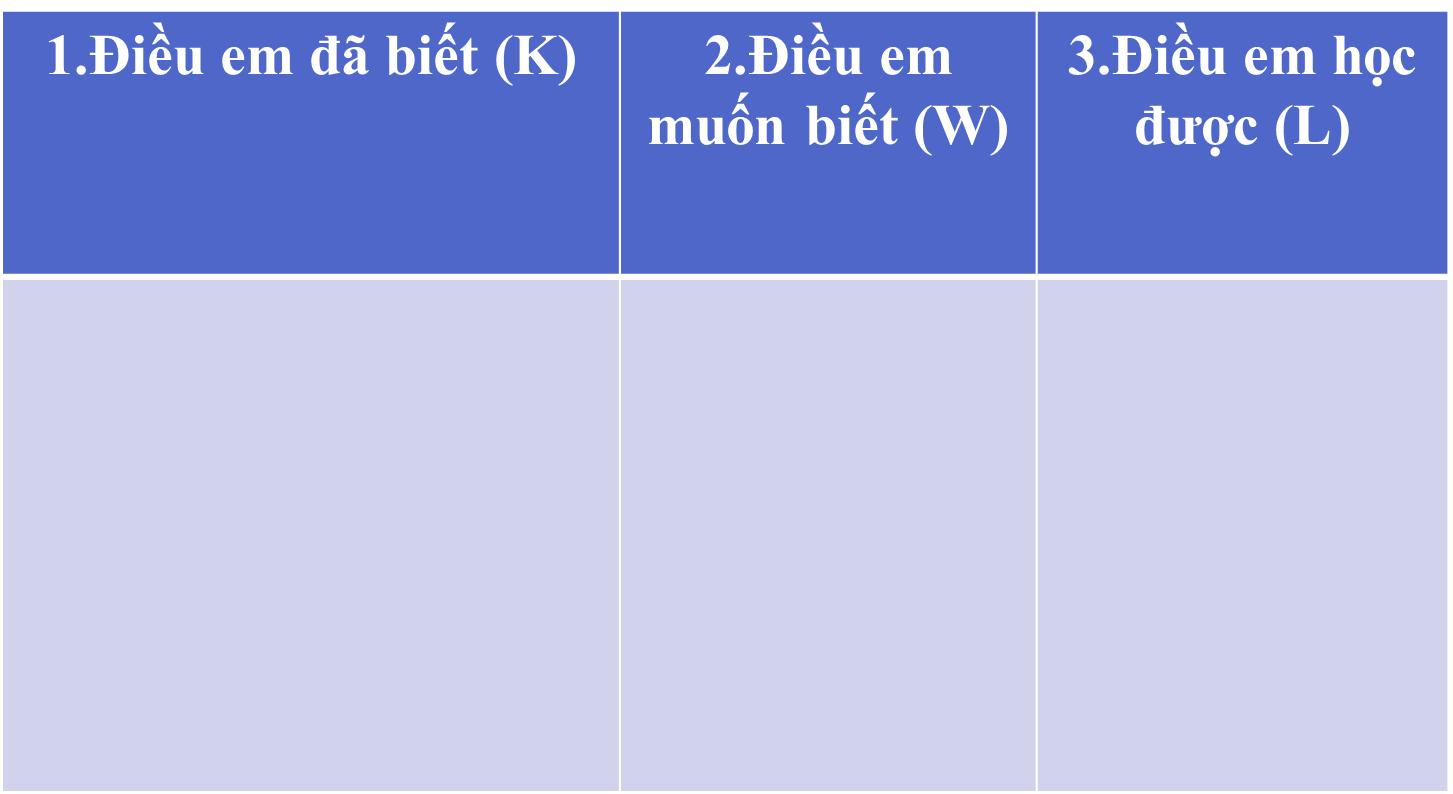 1.Điều em đã biết (K)
2.Điều em
muốn biết (W)
3.Điều em học
được (L)